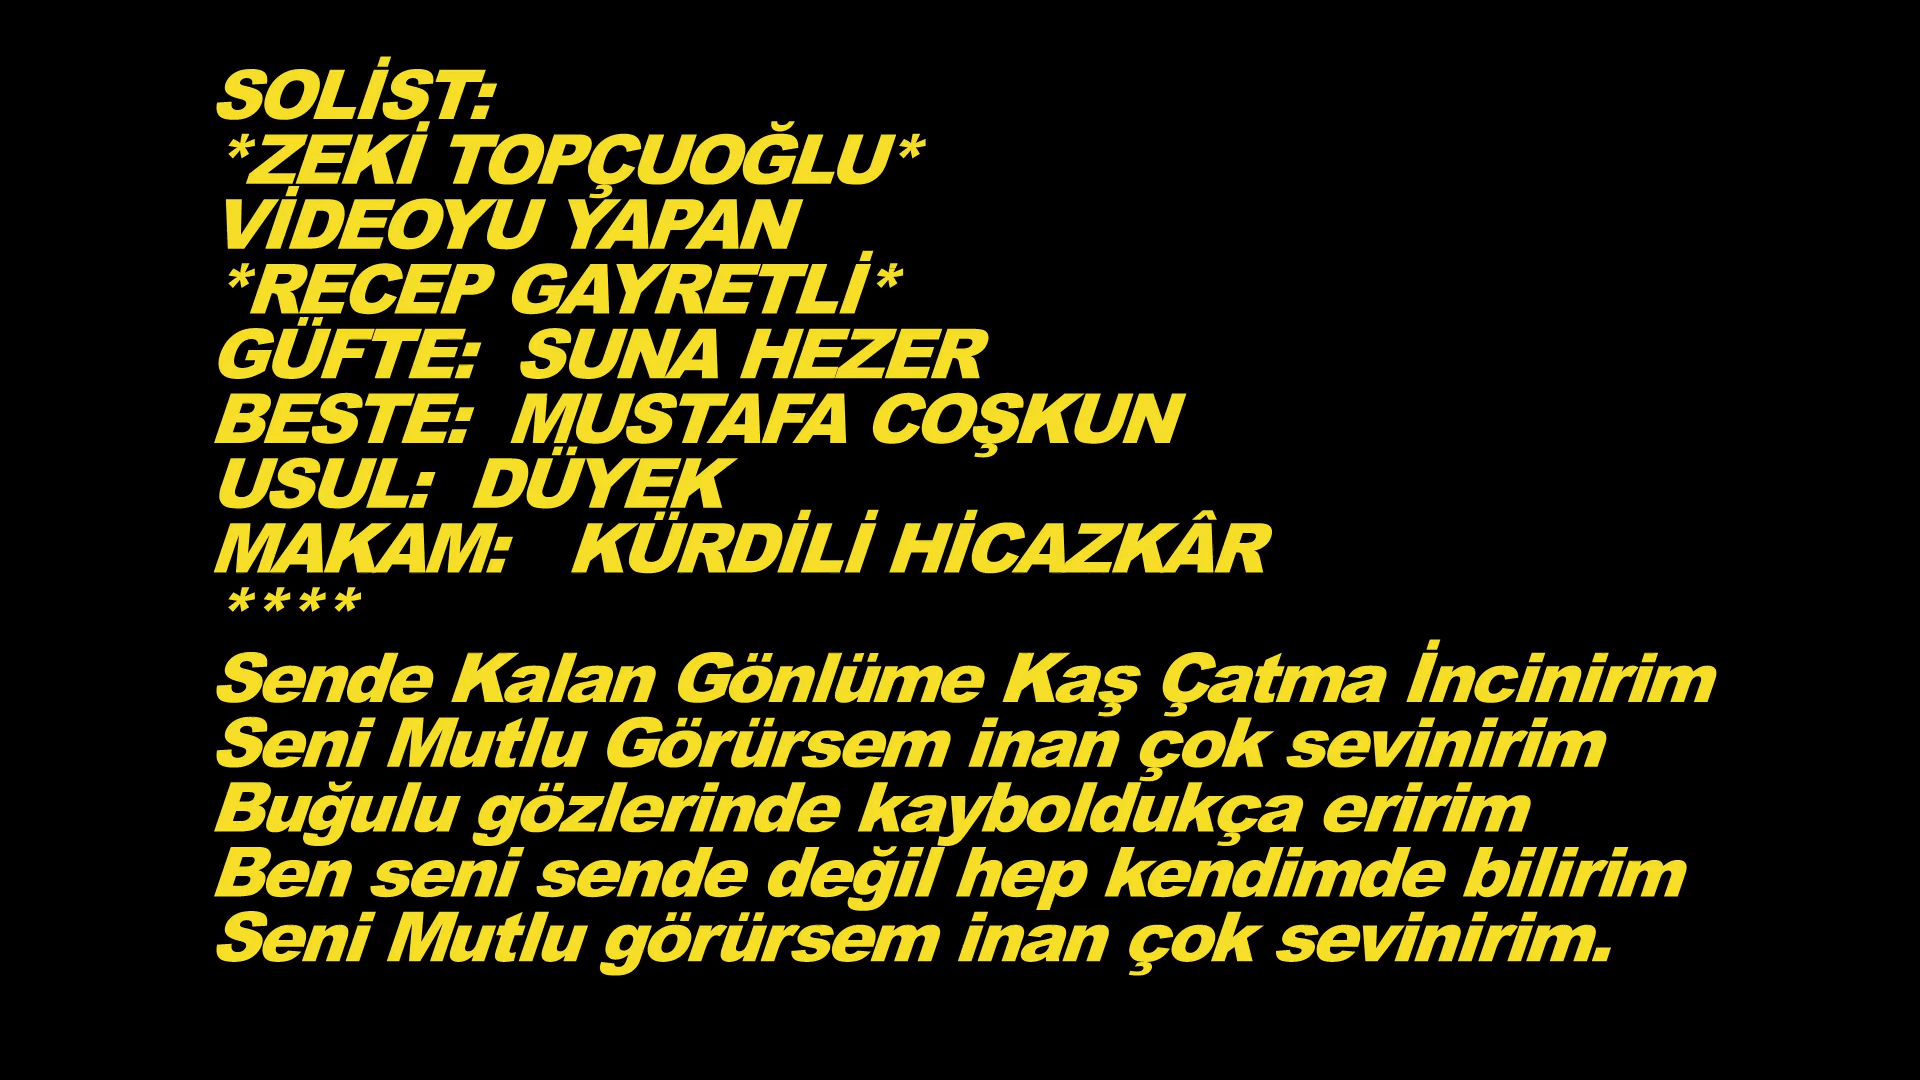 SOLİST:
*ZEKİ TOPÇUOĞLU*
VİDEOYU YAPAN
*RECEP GAYRETLİ*
GÜFTE:  SUNA HEZER
BESTE:  MUSTAFA COŞKUN
USUL:  DÜYEK
MAKAM:   KÜRDİLİ HİCAZKÂR
****
Sende Kalan Gönlüme Kaş Çatma İncinirim
Seni Mutlu Görürsem inan çok sevinirim
Buğulu gözlerinde kayboldukça eririm
Ben seni sende değil hep kendimde bilirim
Seni Mutlu görürsem inan çok sevinirim.